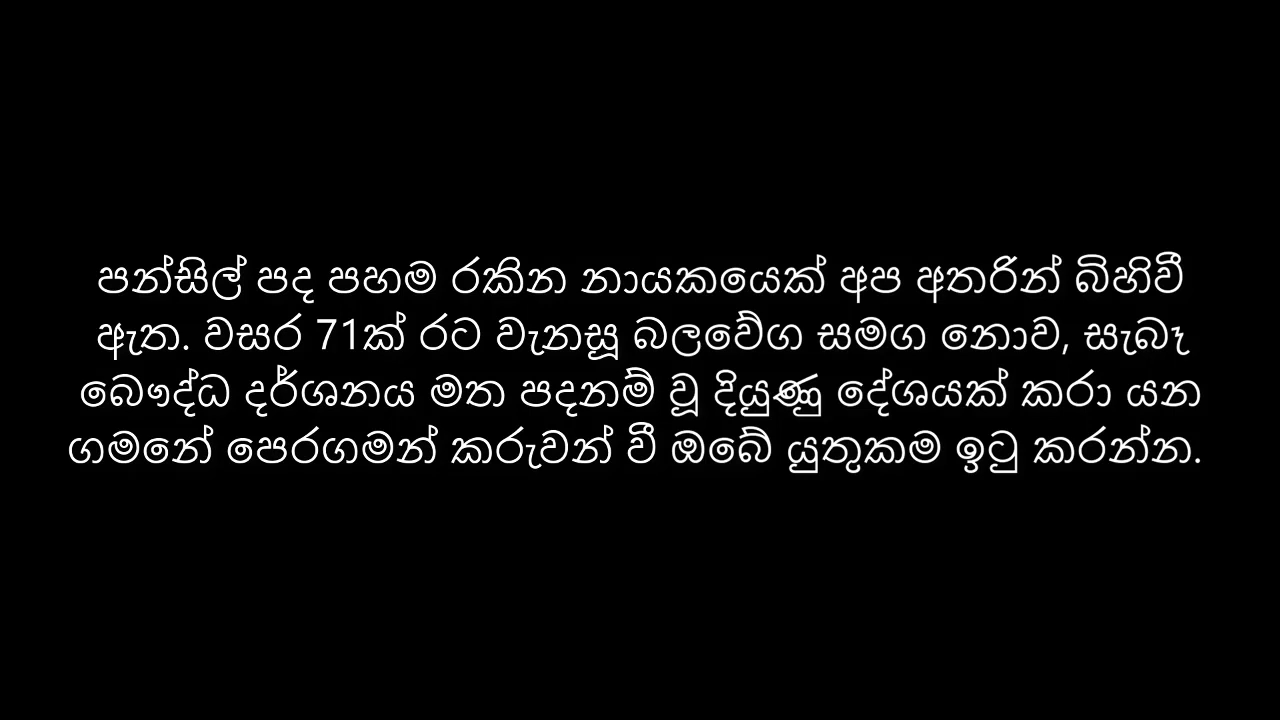 පන්සිල් පද පහම රකින නායකයෙක් අප අතරින් බිහිවී
ඇත. වසර 71ක් රට වැනසූ බලවේග සමග නොව, සැබෑ
බෞද්ධ දර්ශනය මත පදනම් වූ දියුණු දේශයක් කරා යන
ගමනේ පෙරගමන් කරුවන් වී ඔබේ යුතුකම ඉටු කරන්න.